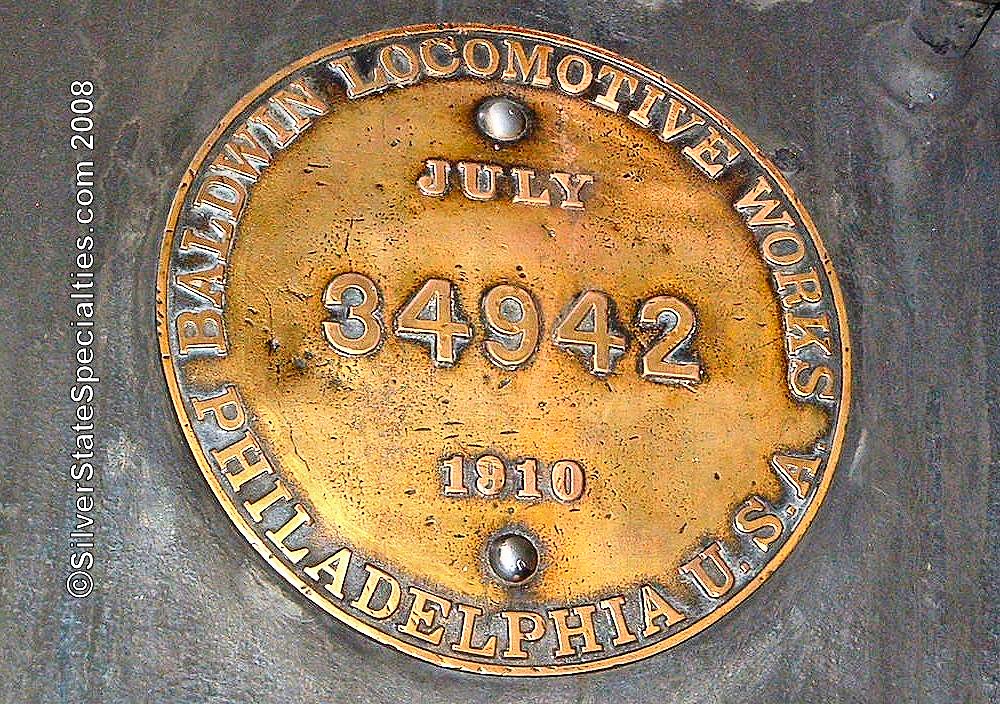 BALDWIN LOCOMOTIVE WORKS
JULY
34942
1910
PHILADELPHIA U.S.A
©SilverStateSpecialties.com 2008